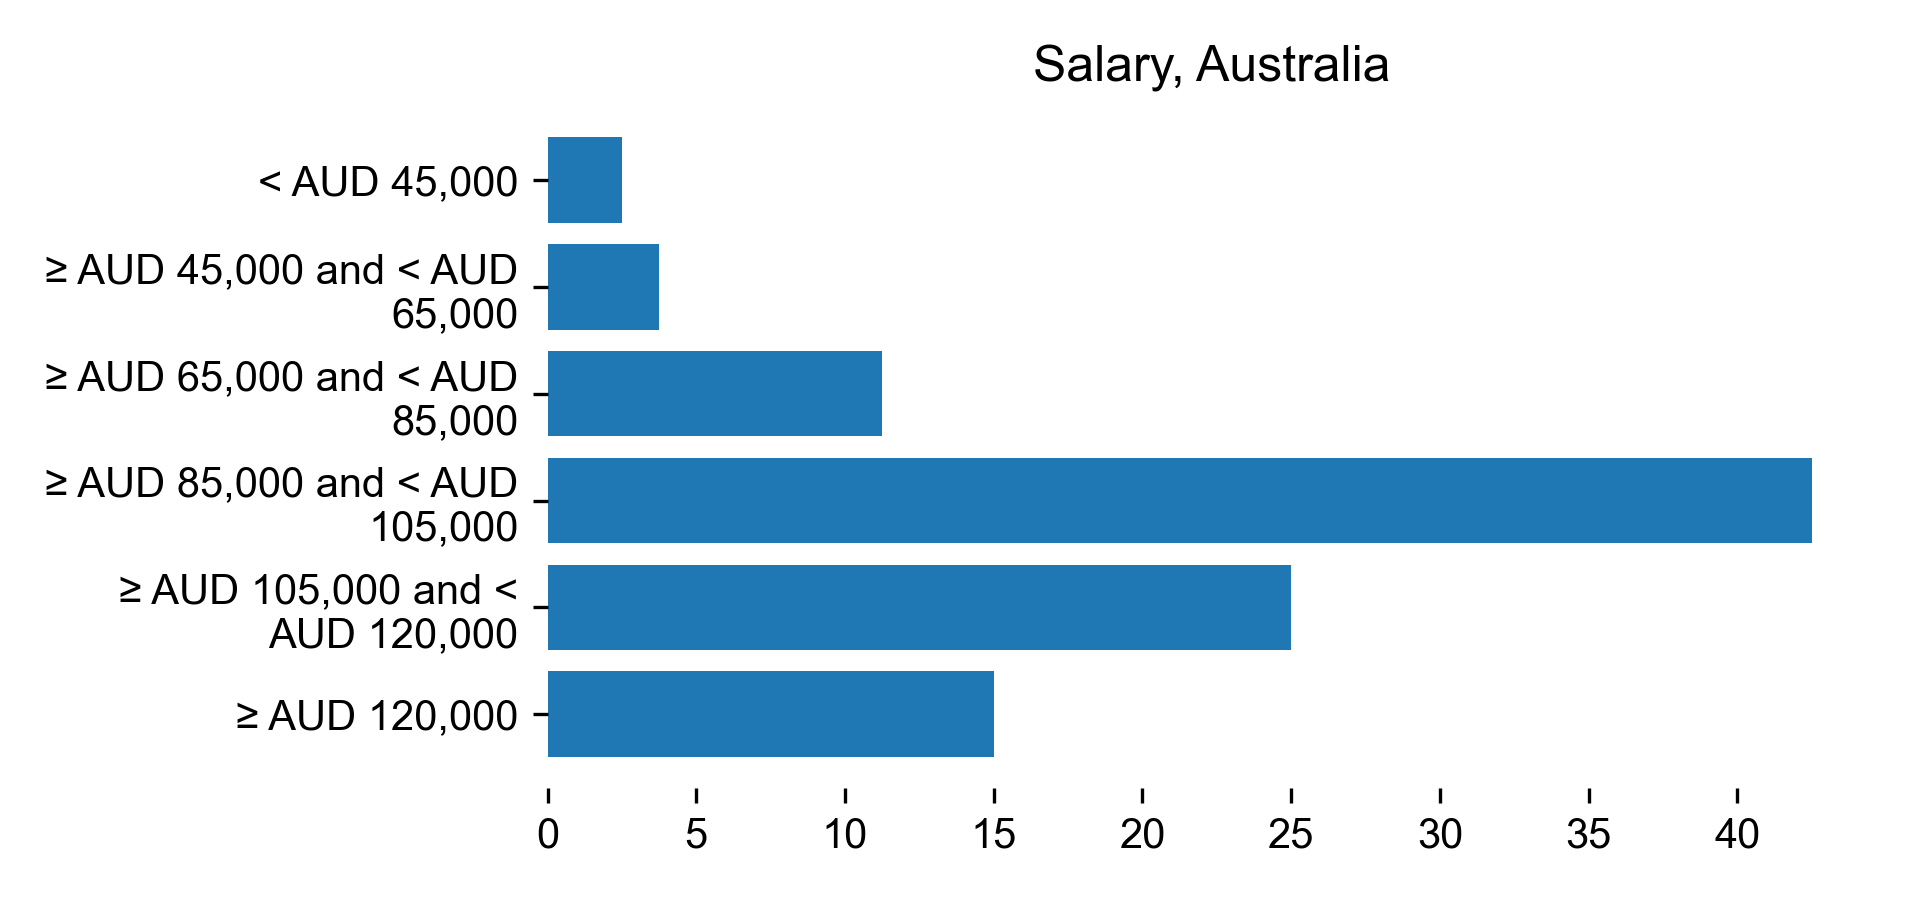 Salary, Australia
< AUD 45,000
≥ AUD 45,000 and < AUD
65,000
≥ AUD 65,000 and < AUD
85,000
≥ AUD 85,000 and < AUD
105,000
≥ AUD 105,000 and <
AUD 120,000
≥ AUD 120,000
0 5 10 15 20 25 30 35 40